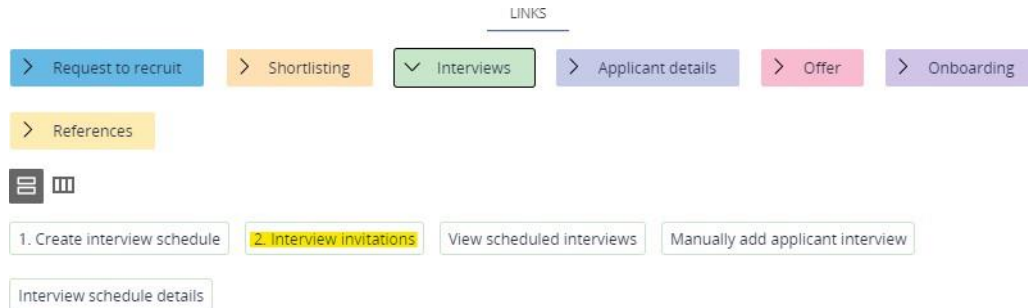 LINKS
Request to recruit Shortlisting Interviews Applicant details Offer Onboarding
References
1. Create interview schedule 2. Interview invitations View scheduled interviews Manually add applicant interview
Interview schedule details